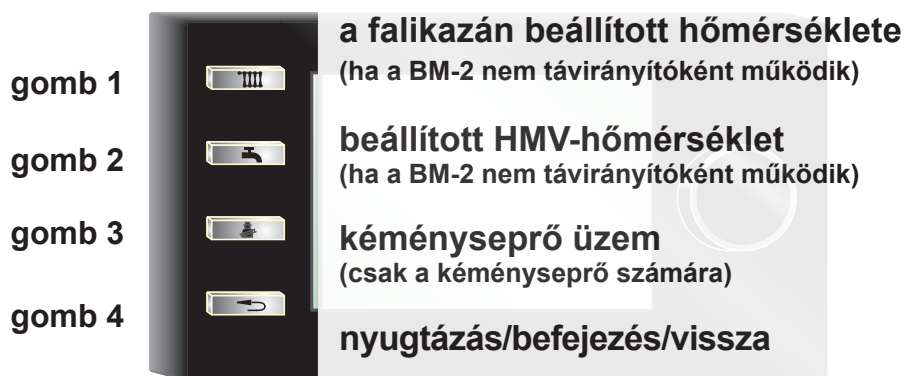 gomb 1
a falikazán beállított hőmérséklete
(ha a BM-2 nem távirányítóként működik)
gomb 2
beállított HMV-hőmérséklet
(ha a BM-2 nem távirányítóként működik)
gomb 3
kéményseprő üzem
(csak a kéményseprő számára)
gomb 4
nyugtázás/befejezés/vissza